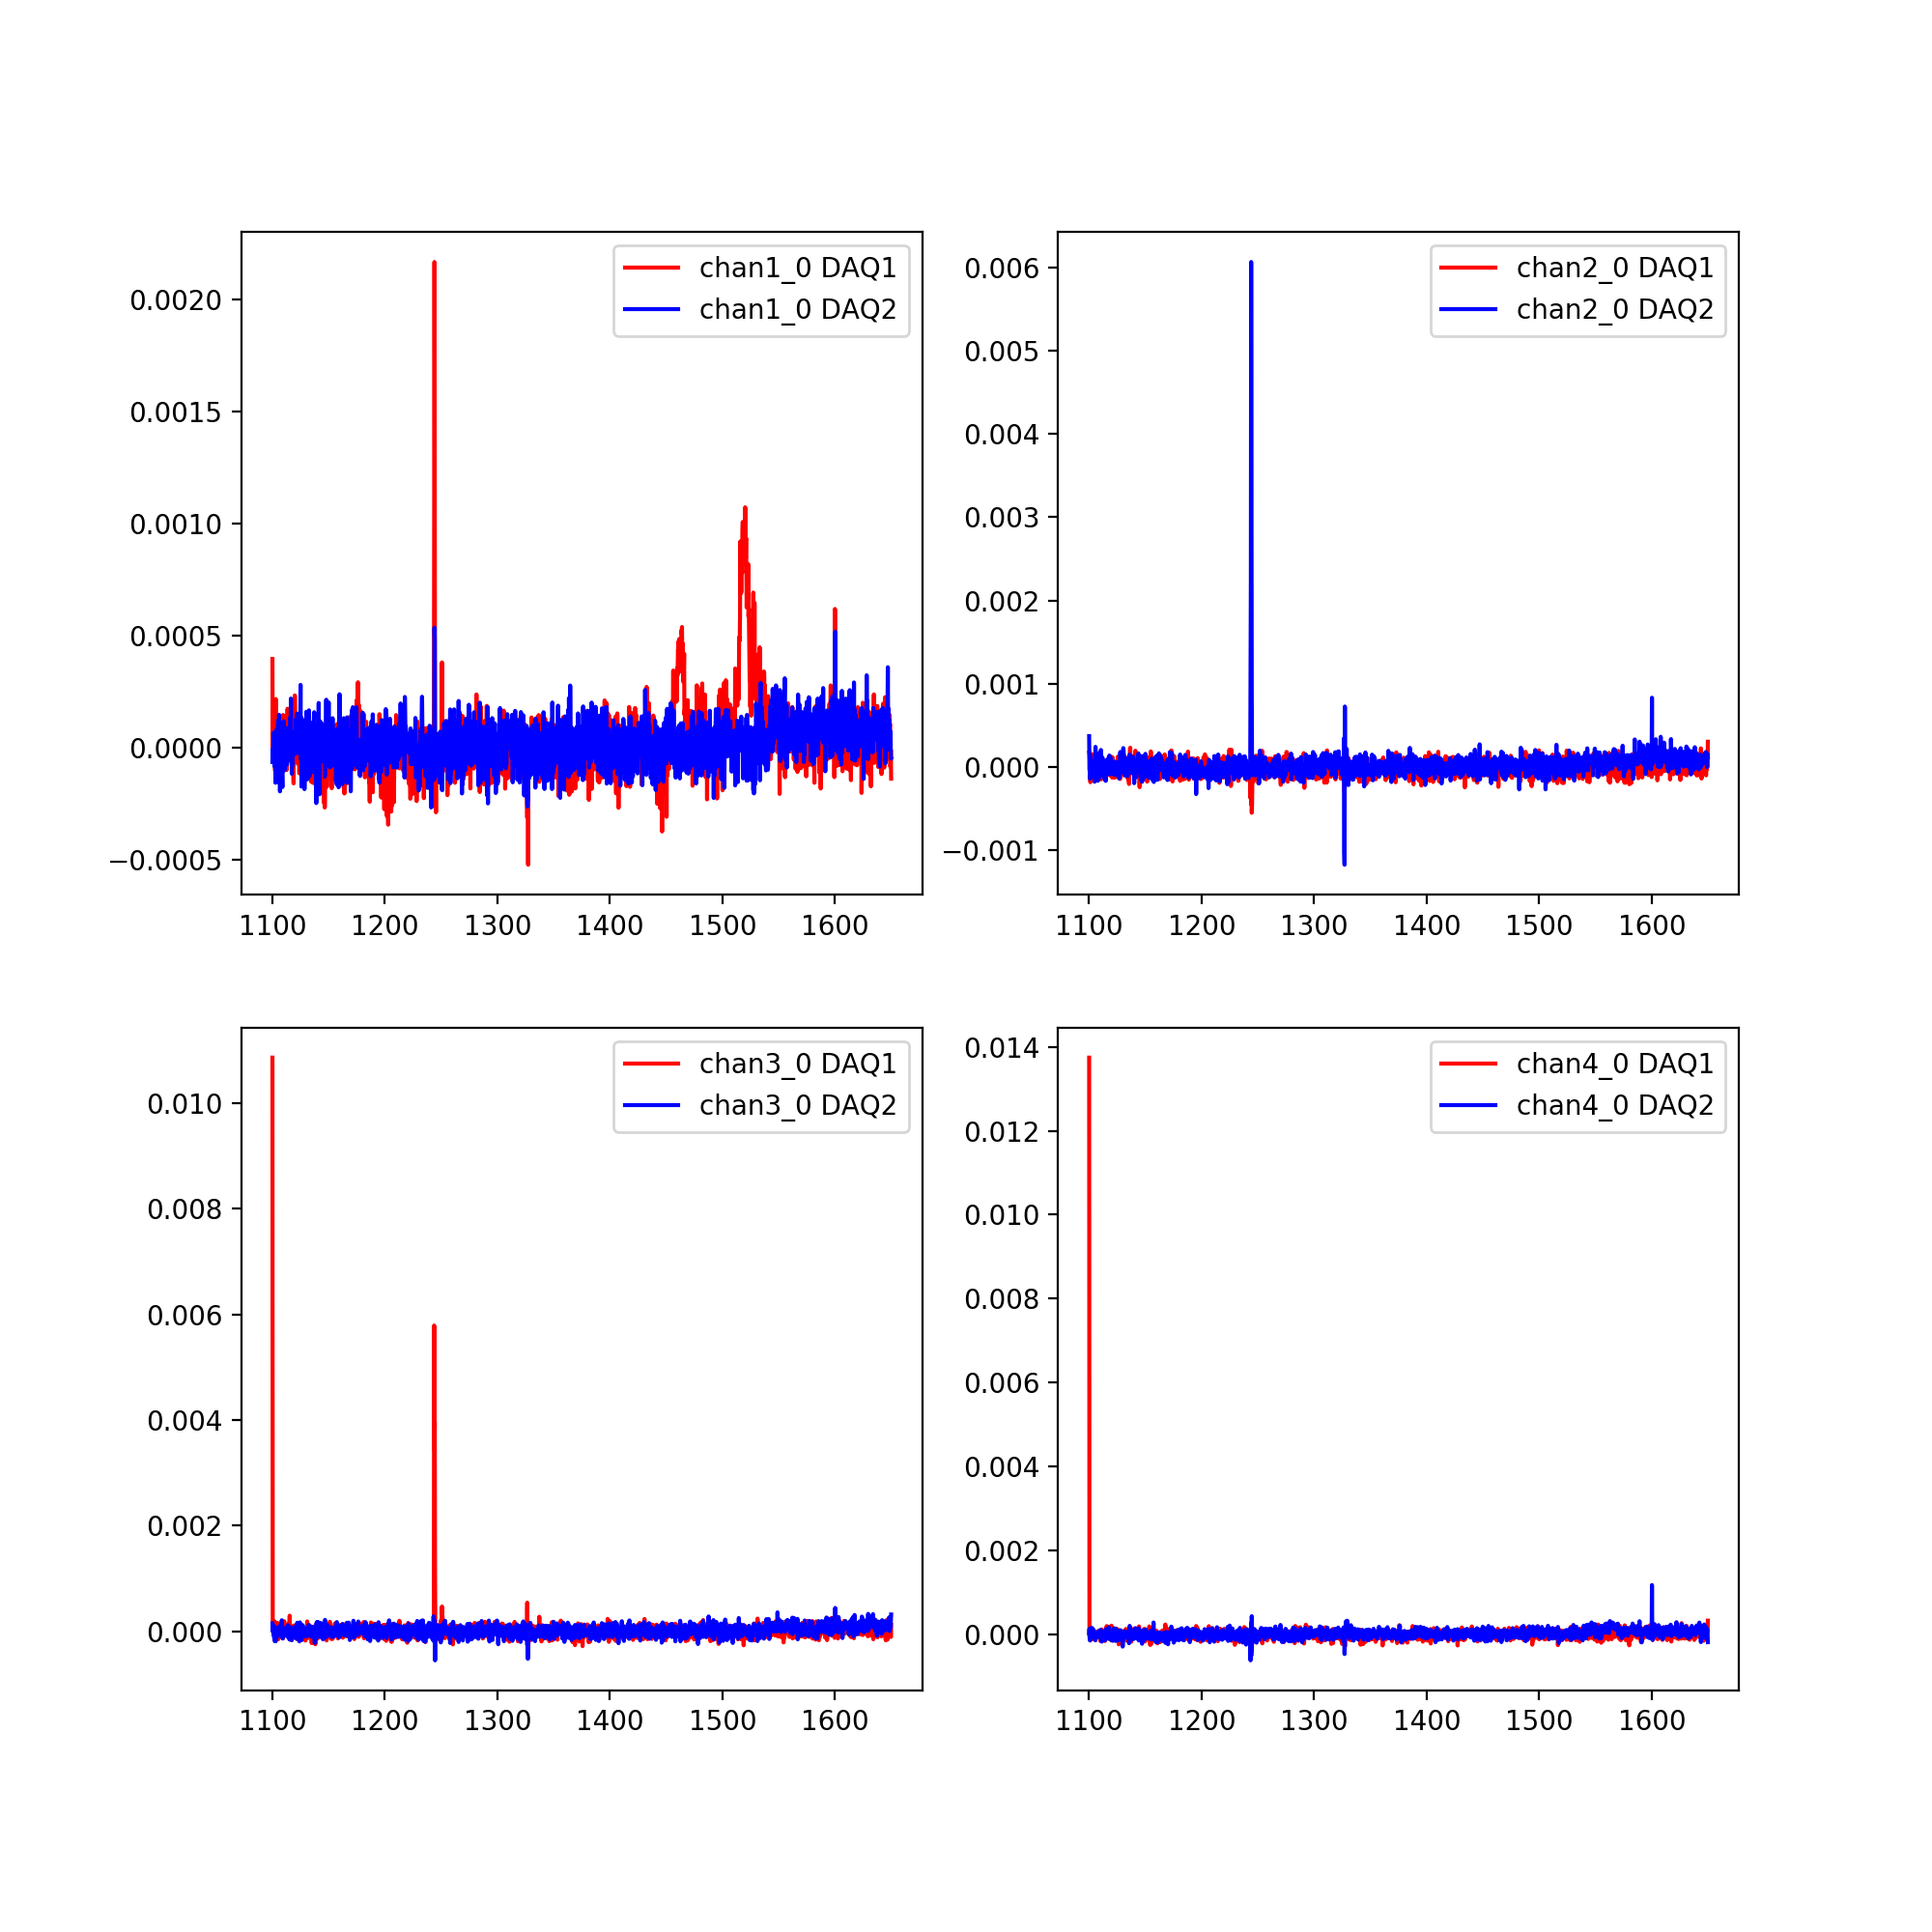 chan1_0 DAQ1
chan1_0 DAQ2
0.0020
0.0015
0.0010
0.0005
0.0000
−0.0005
1100 1200 1300 1400 1500 1600
chan2_0 DAQ1
chan2_0 DAQ2
0.006
0.005
0.004
0.003
0.002
0.001
0.000
−0.001
1100 1200 1300 1400 1500 1600
chan3_0 DAQ1
chan3_0 DAQ2
0.010
0.008
0.006
0.004
0.002
0.000
1100 1200 1300 1400 1500 1600
chan4_0 DAQ1
chan4_0 DAQ2
0.014
0.012
0.010
0.008
0.006
0.004
0.002
0.000
1100 1200 1300 1400 1500 1600